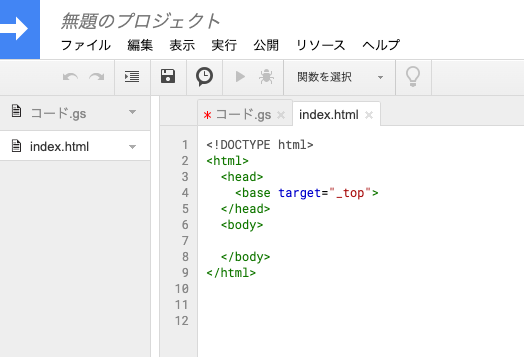 無題のプロジェクト
ファイル 編集 表示 実行 公開 リソース ヘルプ
関数を選択
コード.gs
index.html
* コード.gs × index.html ×
1 <!DOCTYPE html>
2 <html>
3 <head>
4 <base target="_top">
5 </head>
6 <body>
7
8 </body>
9 </html>
10
11
12